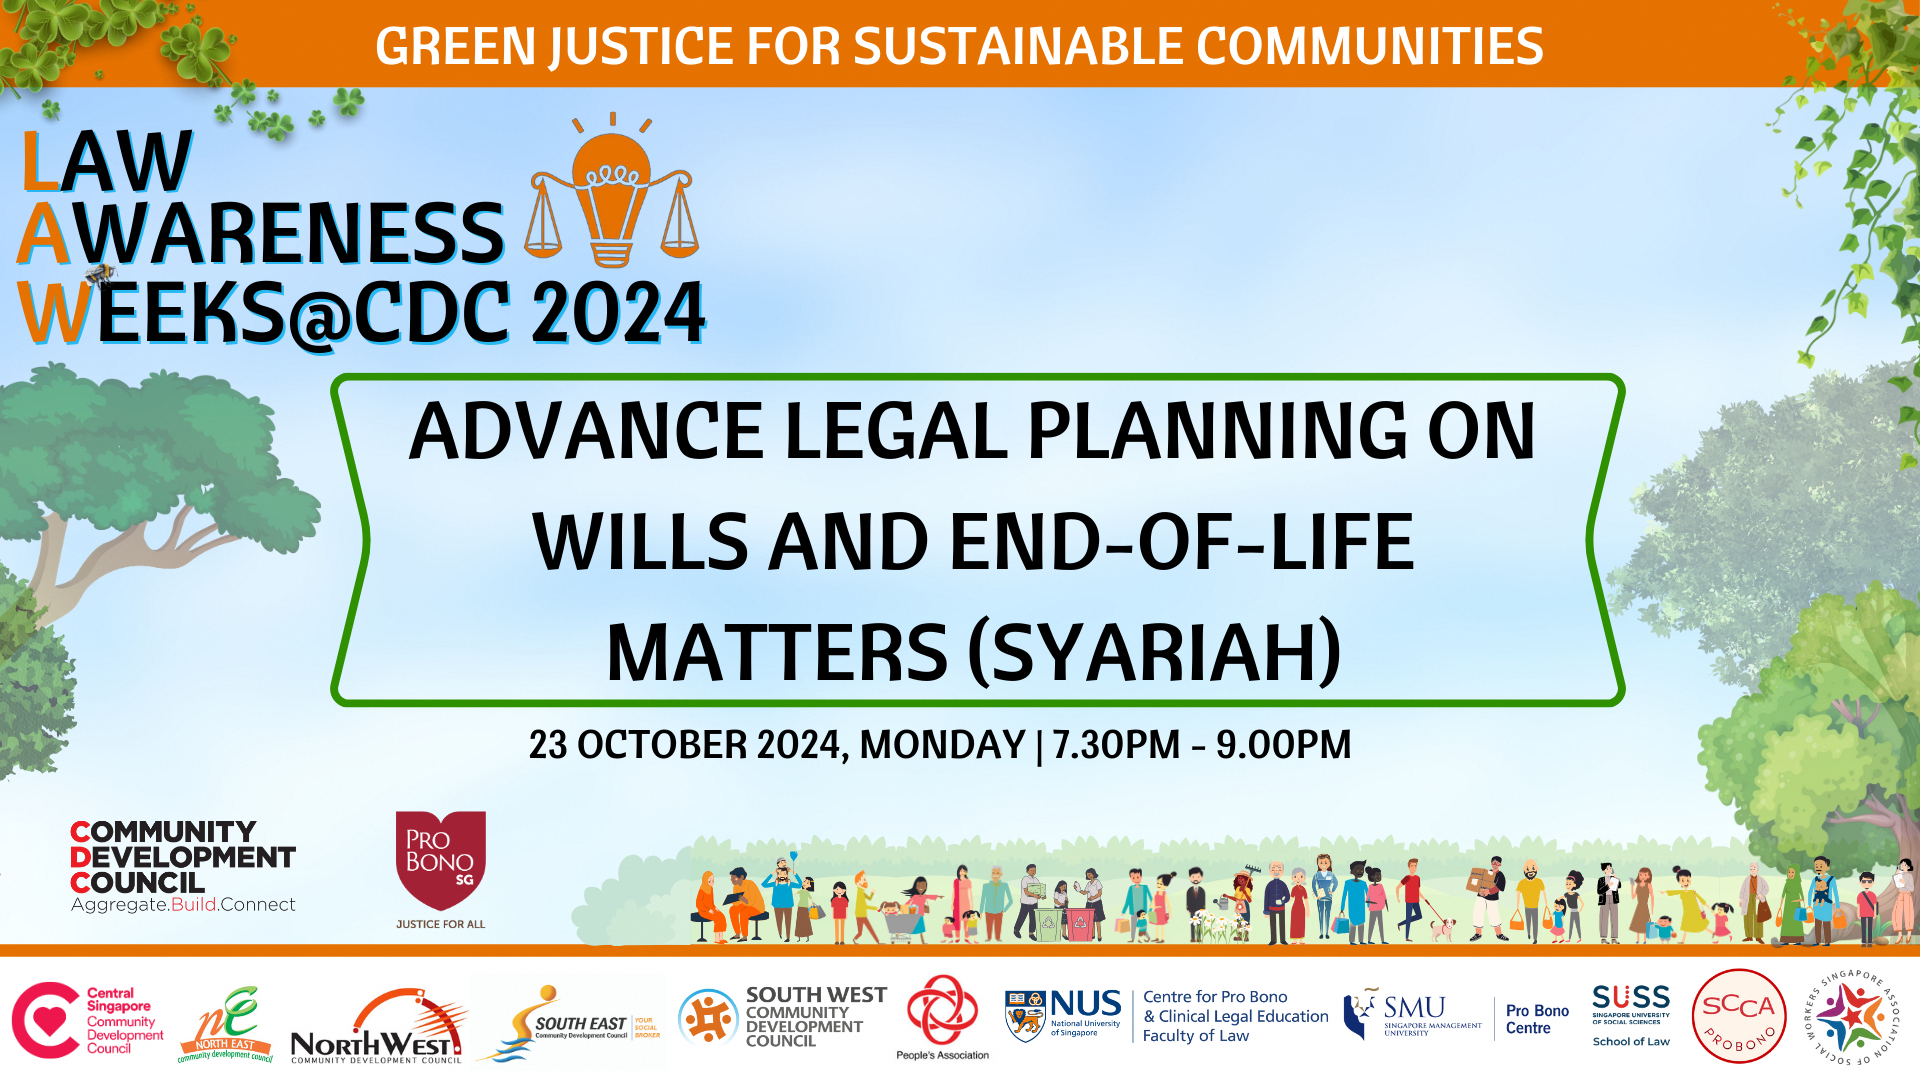 GREEN JUSTICE FOR SUSTAINABLE COMMUNITIES
LAW
AWARENESS
WEEKS@CDC 2024
ADVANCE LEGAL PLANNING ON
WILLS AND END-OF-LIFE
MATTERS (SYARIAH)
23 OCTOBER 2024, MONDAY | 7.30PM - 9.00PM
COMMUNITY
DEVELOPMENT
COUNCIL
Aggregate.Build.Connect
PRO
BONO
SG
JUSTICE FOR ALL
Central
Singapore
Community
Development
Council
ne
NORTH EAST
community development council
NORTHWEST
COMMUNITY DEVELOPMENT COUNCIL
SOUTH EAST
Community Development Council
YOUR
SOCIAL
BROKER
SOUTH WEST
COMMUNITY
DEVELOPMENT
COUNCIL
People's Association
NUS
National University
of Singapore
Centre for Pro Bono
& Clinical Legal Education
Faculty of Law
SMU
SINGAPORE MANAGEMENT
UNIVERSITY
Pro Bono
Centre
SUSS
SINGAPORE UNIVERSITY
OF SOCIAL SCIENCES
School of Law
SCCA
PROBONO
SINGAPORE ASSOCIATION OF SOCIAL WORKERS